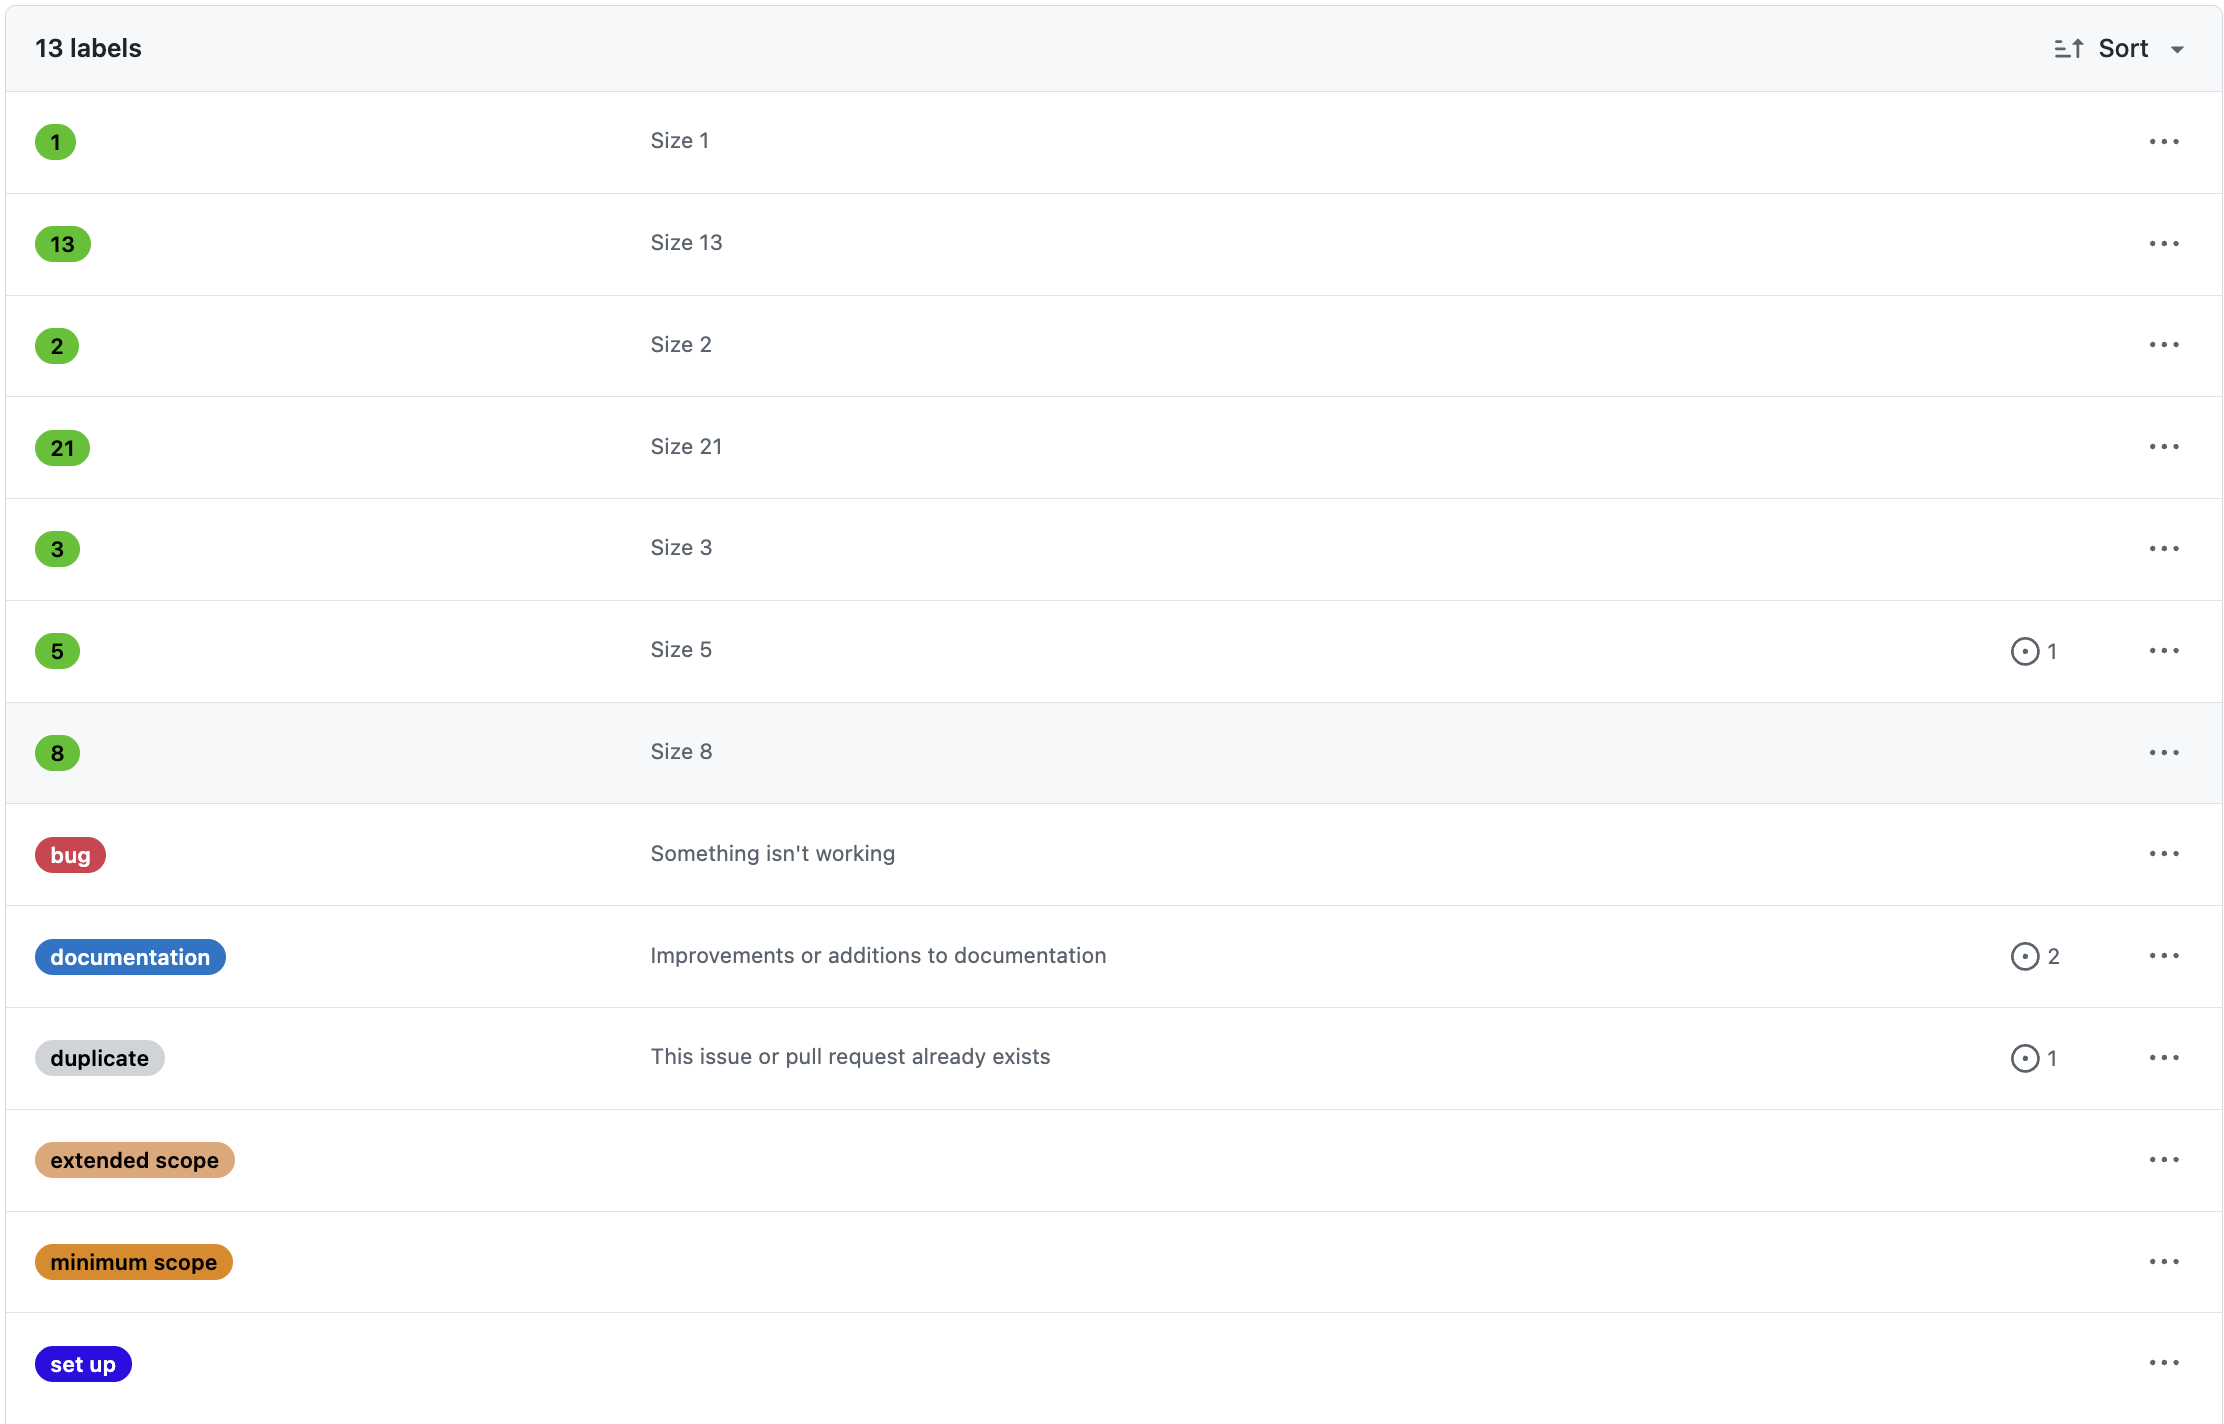 13 labels Sort
1 Size 1
13 Size 13
2 Size 2
21 Size 21
3 Size 3
5 Size 5 1
8 Size 8
bug Something isn't working
documentation Improvements or additions to documentation 2
duplicate This issue or pull request already exists 1
extended scope
minimum scope
set up